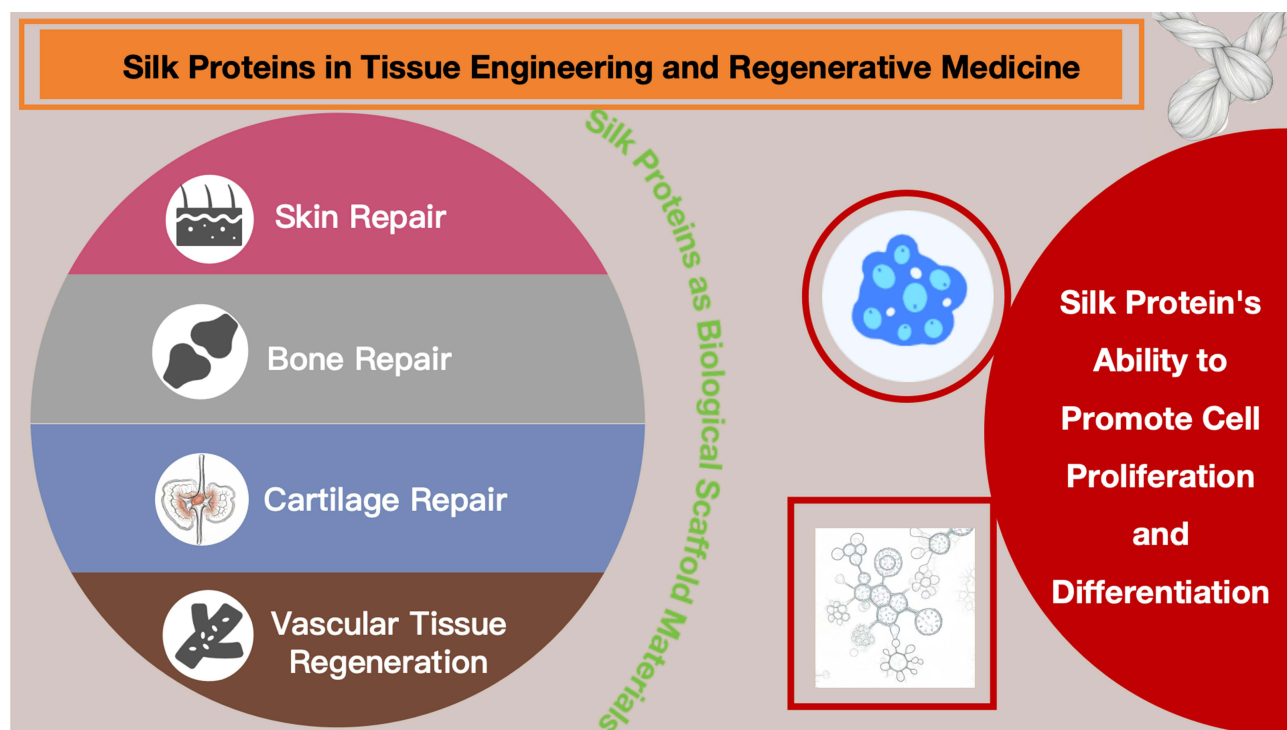 Silk Proteins in Tissue Engineering and Regenerative Medicine
Skin Repair
Bone Repair
Cartilage Repair
Vascular Tissue
Regeneration
Silk Proteins as Biological Scaffold Materials
Silk Protein's
Ability to
Promote Cell
Proliferation
and
Differentiation